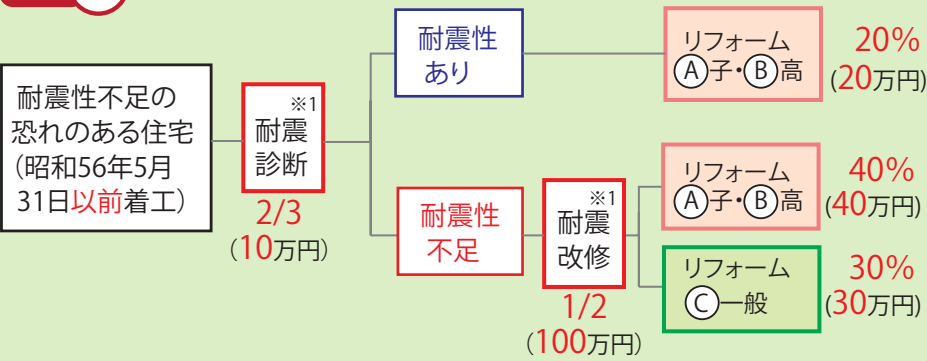 耐震性不足の
恐れのある住宅
（昭和56年5月
31日以前着工）
※1
耐震
診断
2/3
（10万円）
耐震性
あり
リフォーム
Ⓐ子・Ⓑ高
20%
(20万円)
耐震性
不足
※1
耐震
改修
1/2
（100万円）
リフォーム
Ⓐ子・Ⓑ高
40%
(40万円)
リフォーム
Ⓒ一般
30%
(30万円)